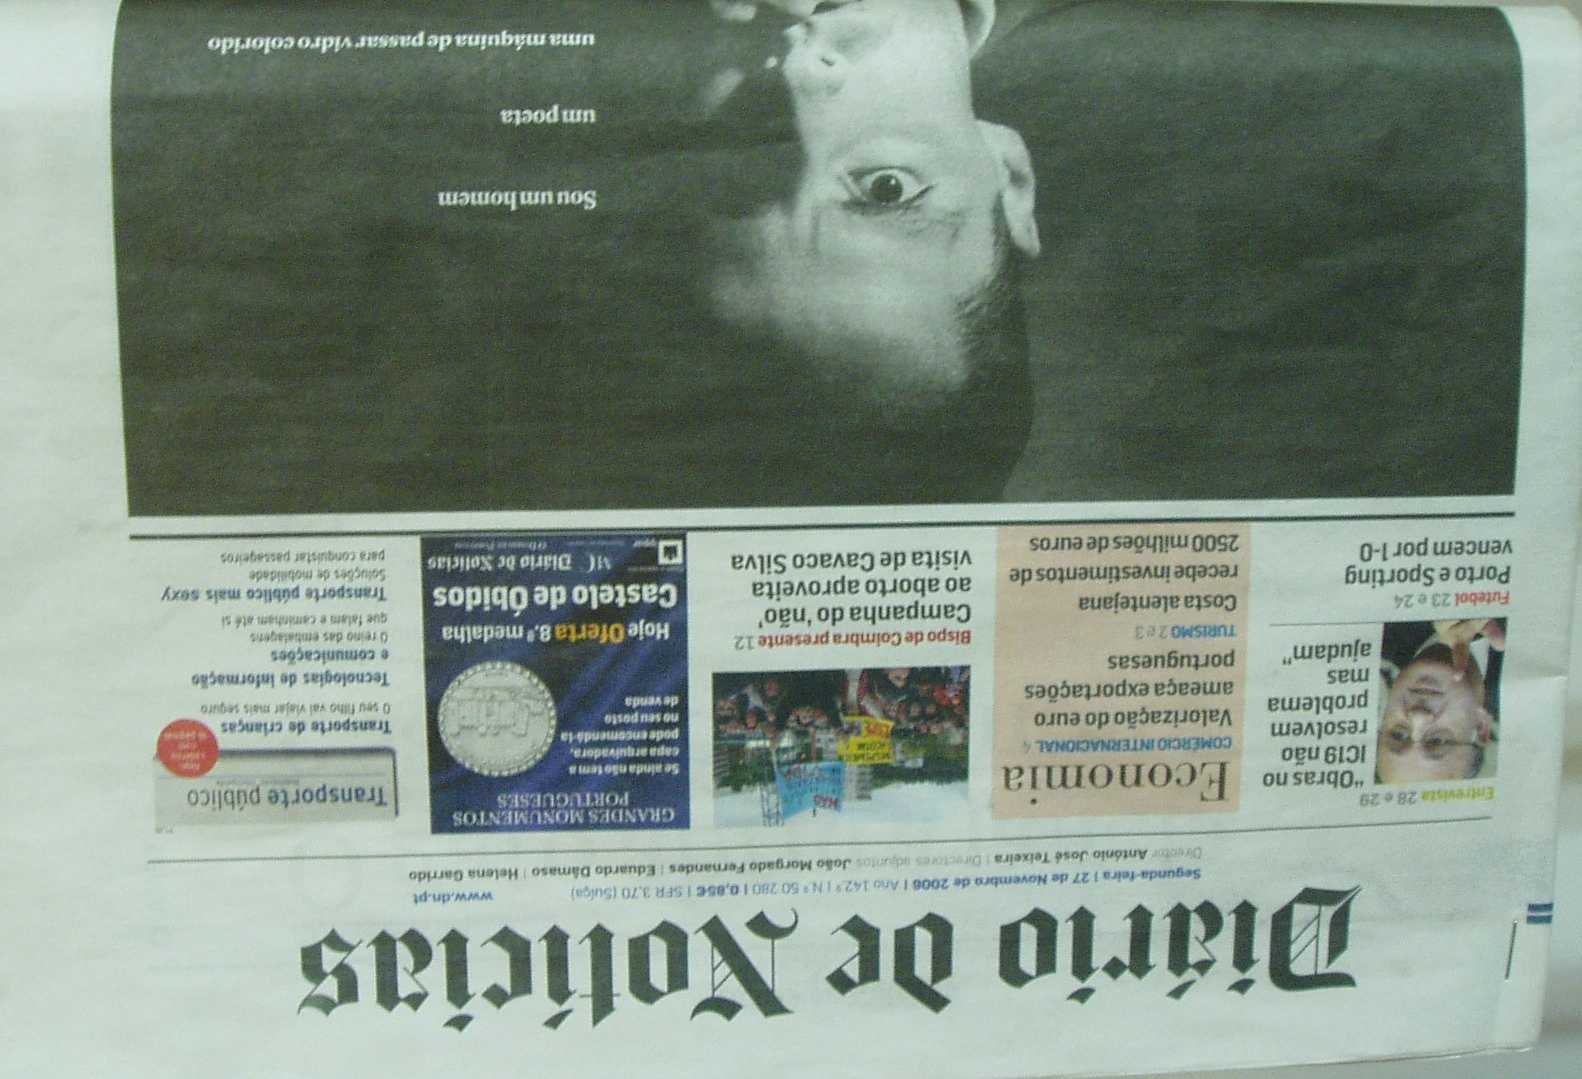 Diário de Notícias
Segunda-feira | 27 de Novembro de 2006 | Ano 142.º | N.º 50 280 | 0,85€ | SFR 3,70 (Suíça)
www.dn.pt
Director António José Teixeira | Directores adjuntos João Morgado Fernandes | Eduardo Dâmaso | Helena Garrido
Entrevista 28 e 29
“Obras no
IC19 não
resolvem
problema
mas
ajudam”
Futebol 23 e 24
Porto e Sporting
vencem por 1-0
Economia
COMÉRCIO INTERNACIONAL 4
Valorização do euro
ameaça exportações
portuguesas
TURISMO 2 e 3
Costa alentejana
recebe investimentos de
2500 milhões de euros
NÃO
VIDA
Bispo de Coimbra presente 12
Campanha do 'não'
ao aborto aproveita
visita de Cavaco Silva
GRANDES MONUMENTOS
PORTUGUESES
Se ainda não tem a
capa arquivadora,
pode encomendá-la
no seu posto
de venda
Hoje Oferta 8.ª medalha
Castelo de Óbidos
Diário de Notícias
Transporte público
Transporte de crianças
O seu filho vai viajar mais seguro
Tecnologias de informação
e comunicações
O reino das embalagens
que falam e caminham até si
Transporte público mais sexy
Soluções de mobilidade
para conquistar passageiros
Sou um homem
um poeta
uma máquina de passar vidro colorido